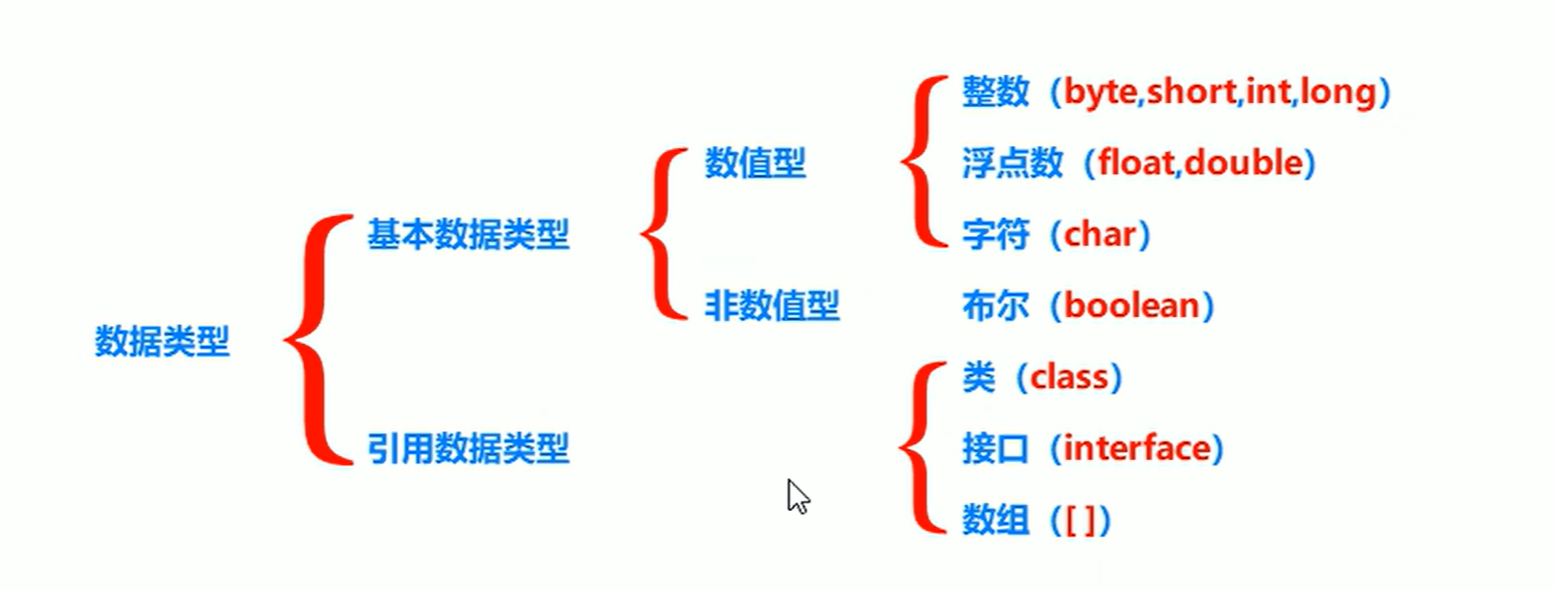 整数（byte,short,int,long）
数值型
浮点数（float,double）
基本数据类型
字符（char）
非数值型
布尔（boolean）
数据类型
类（class）
引用数据类型
接口（interface）
数组（[ ]）